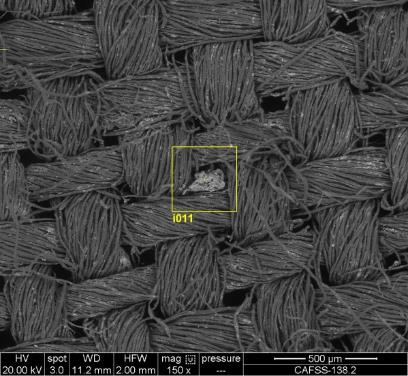 i011
HV spot WD HFW mag pressure 500 µm
20.00 kV 3.0 11.2 mm 2.00 mm 150 x --- CAFSS-138.2